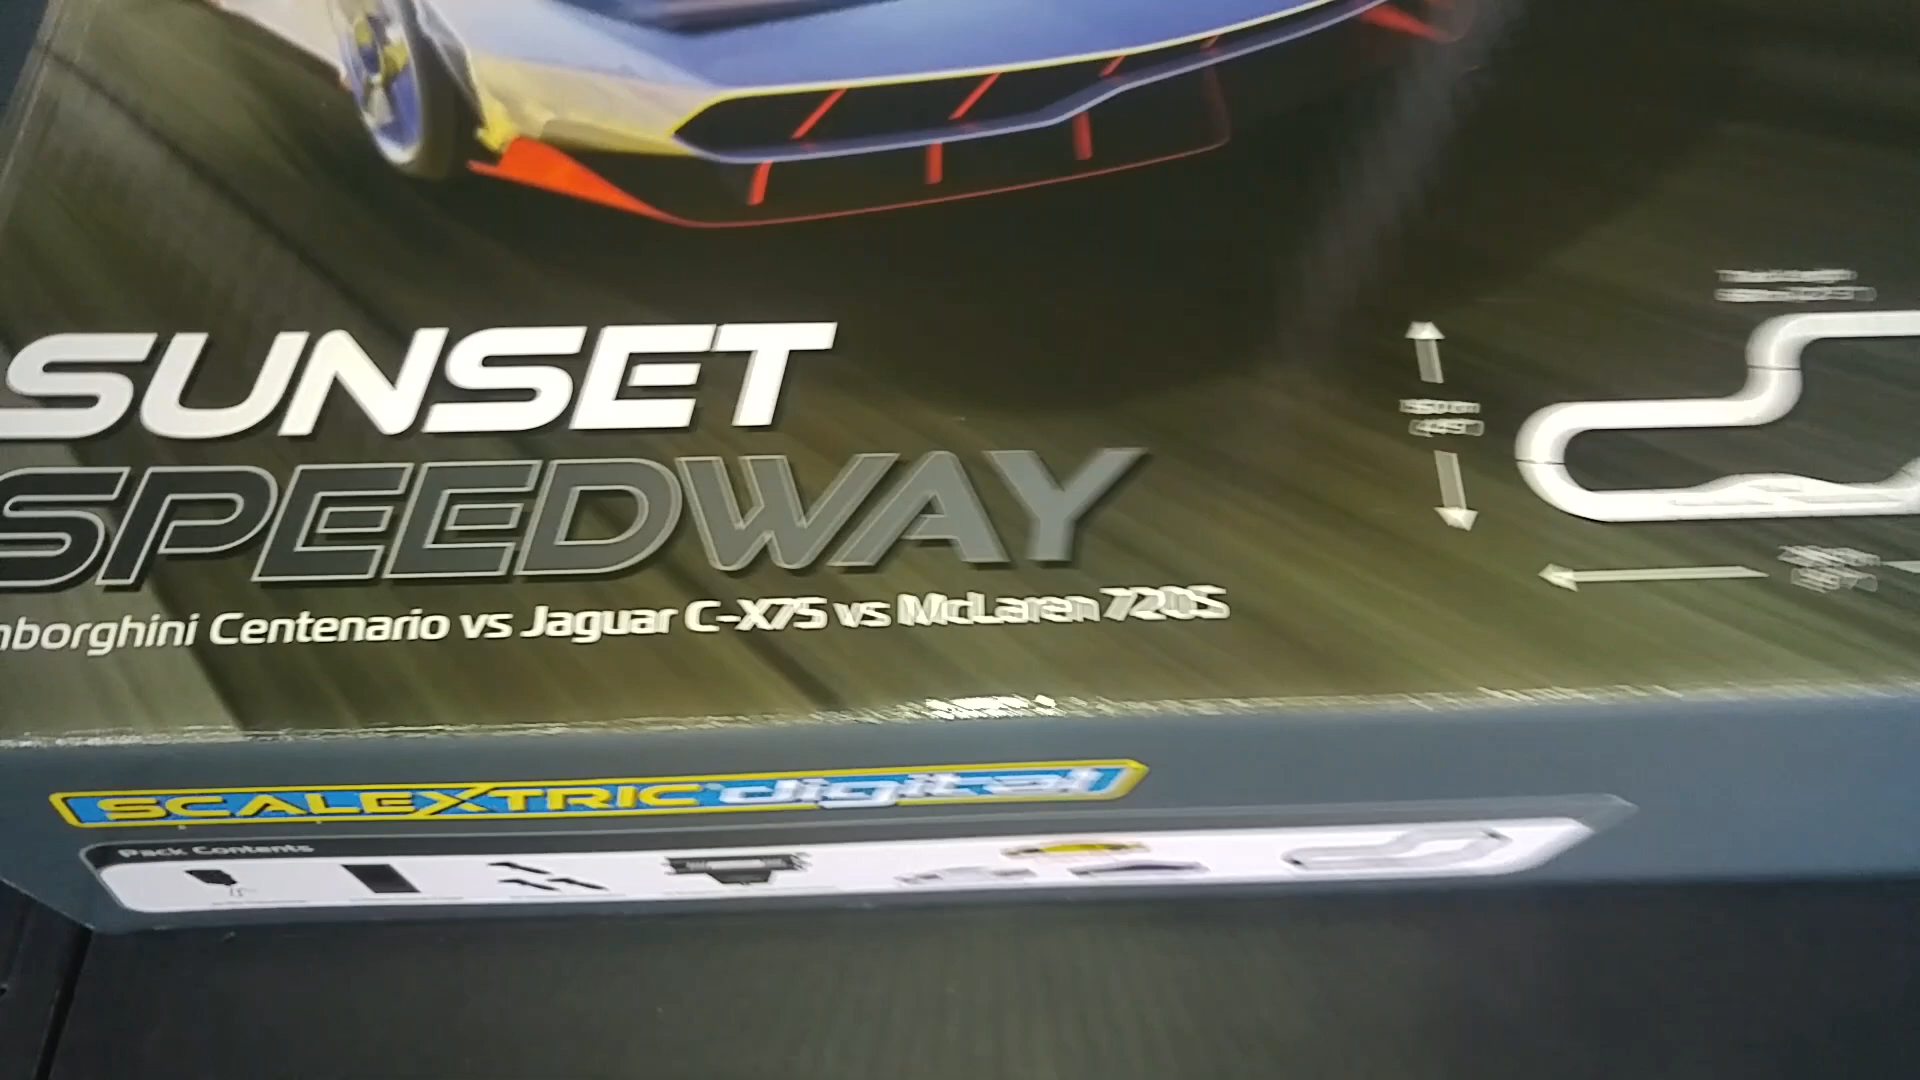 SUNSET
SPEEDWAY
mborghini Centenario vs Jaguar C-X75 vs McLaren 720S
SCALEXTRIC digital
Pack Contents